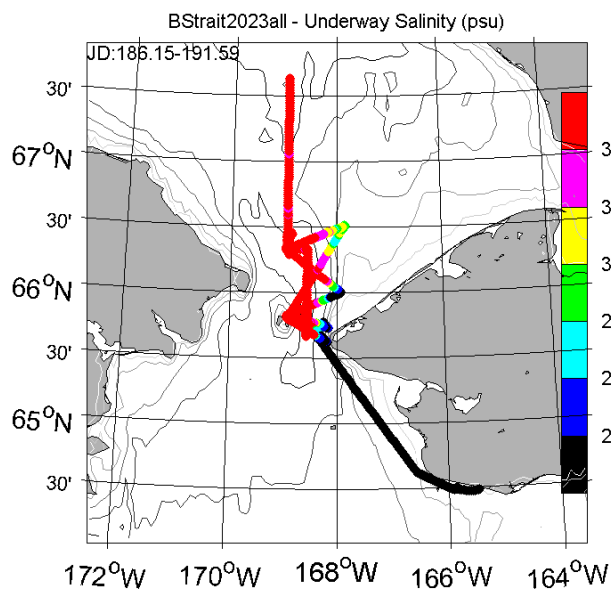 BStrait2023all - Underway Salinity (psu)
JD:186.15-191.59
30'
67°N
30'
66°N
30'
65°N
30'
172°W 170°W 168°W 166°W 164°W
3
3
3
2
2
2